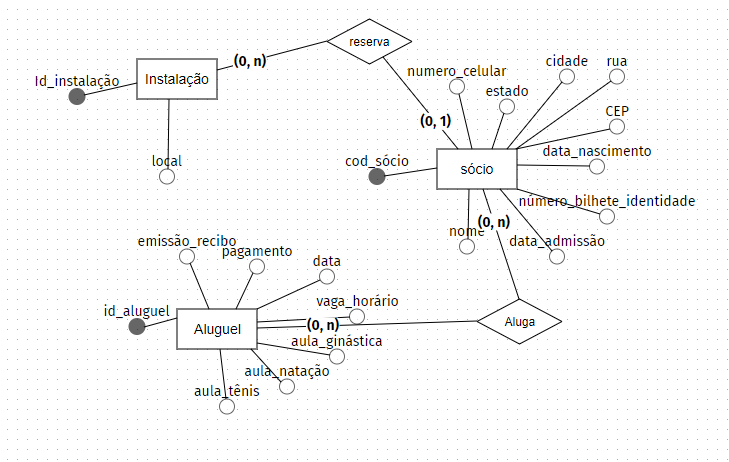 reserva
(0, n)
Instalação
Id_instalação
local
numero_celular
cidade
rua
estado
CEP
(0, 1)
data_nascimento
cod_sócio
sócio
número_bilhete_identidade
(0, n)
nome
data_admissão
emissão_recibo
pagamento
data
id_aluguel
vaga_horário
Aluguel
(0, n)
Aluga
aula_ginástica
aula_natação
aula_tênis